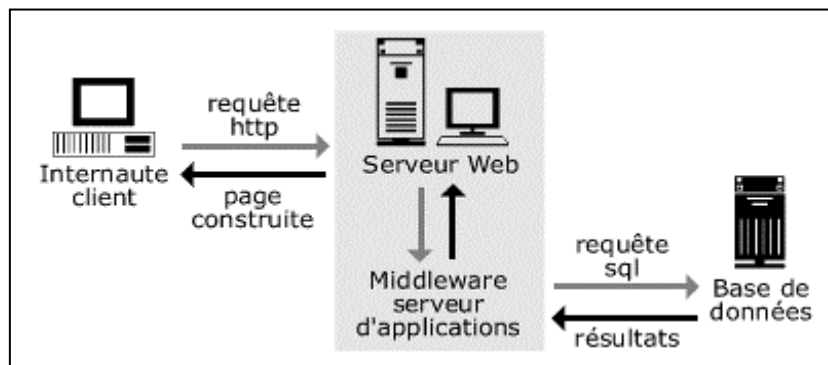 requête
http
Internaute
client
page
construite
Serveur Web
Middleware
serveur
d'applications
requête
sql
résultats
Base de
données